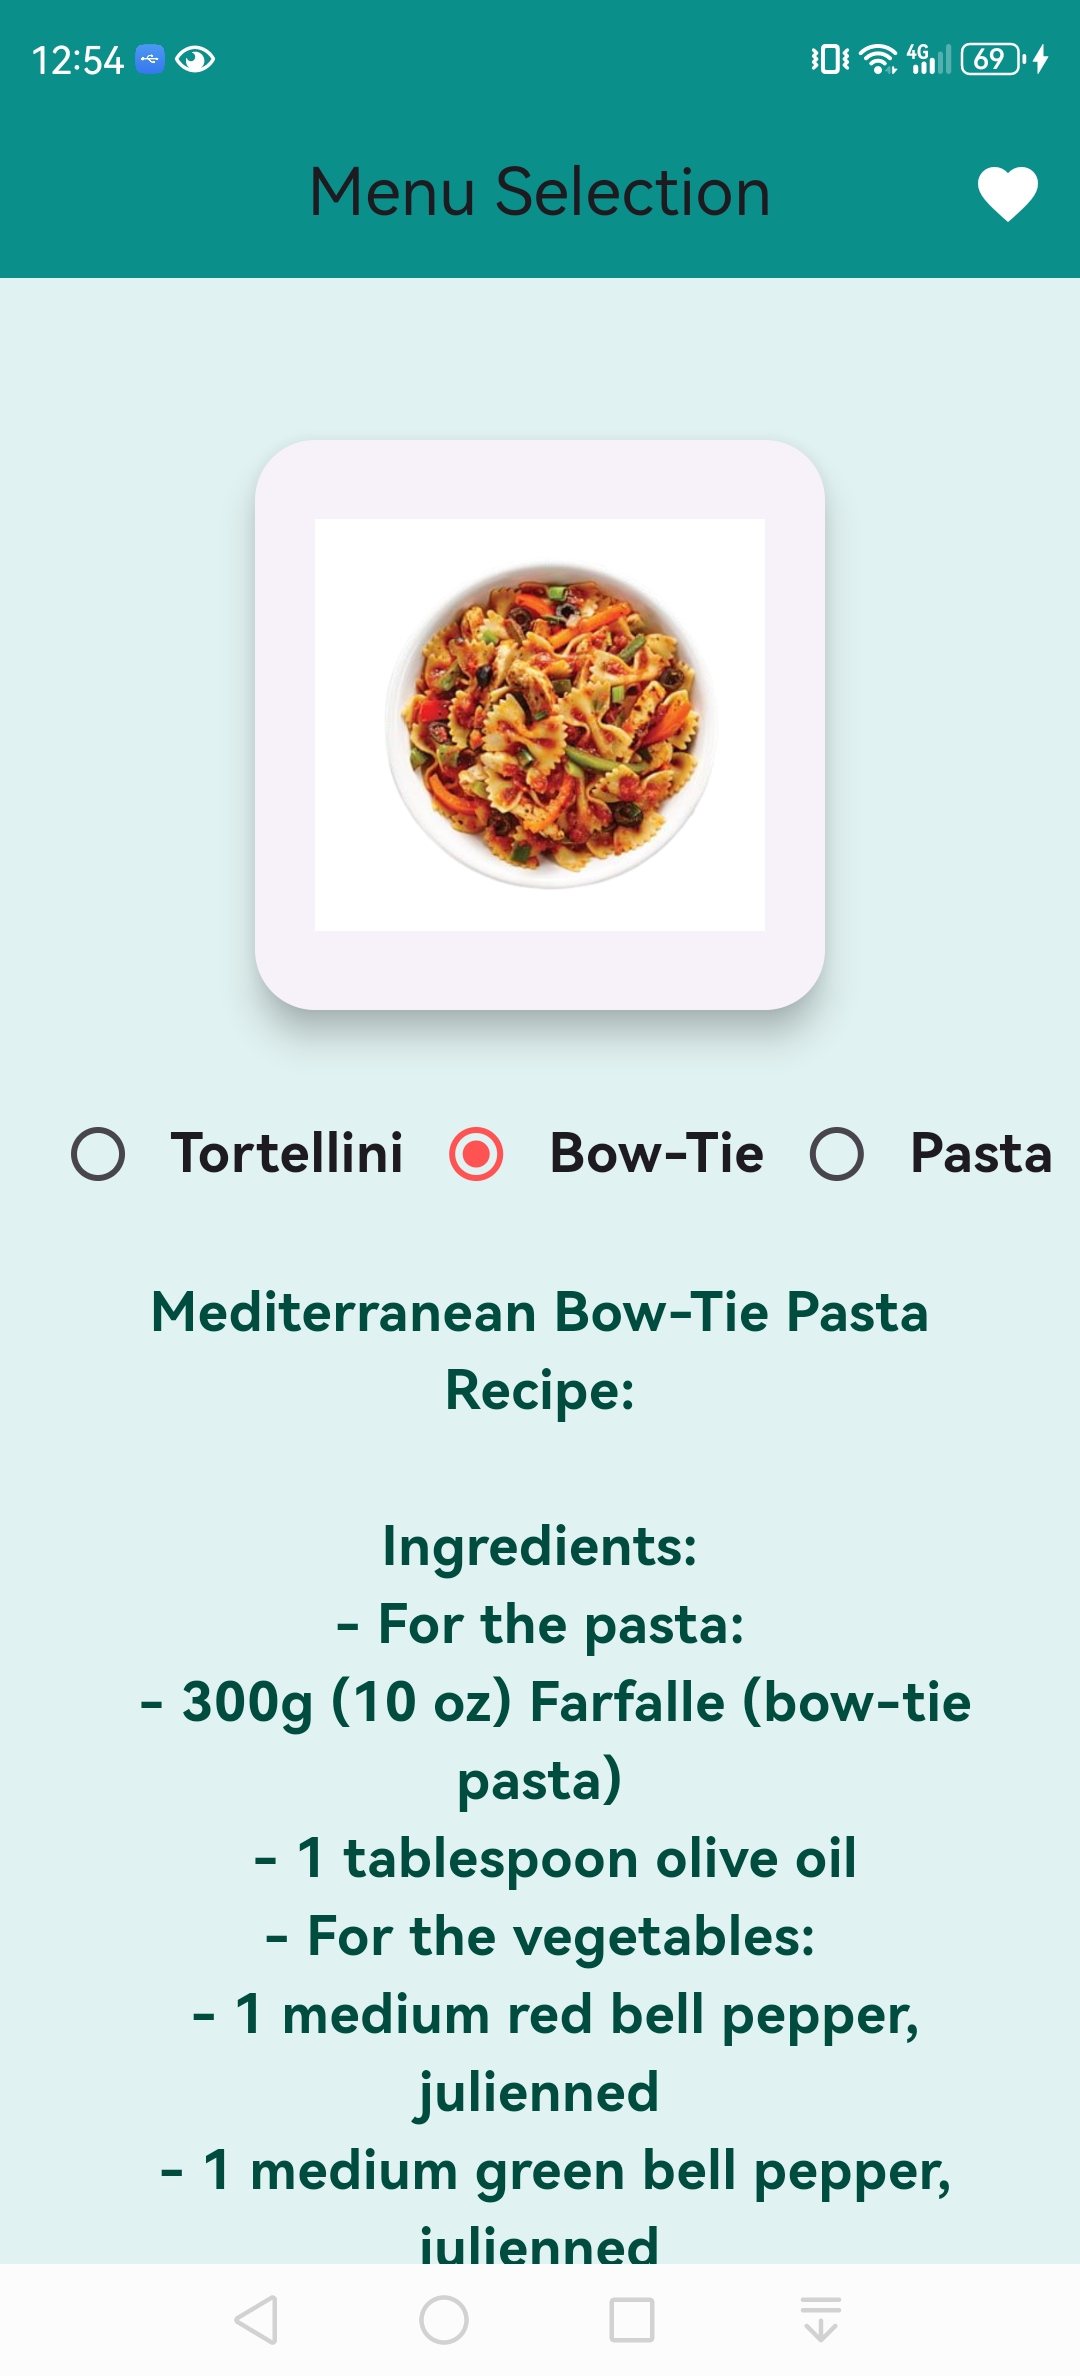 12:54
4G
69
Menu Selection
Tortellini Bow-Tie Pasta
Mediterranean Bow-Tie Pasta
Recipe:
Ingredients:
- For the pasta:
- 300g (10 oz) Farfalle (bow-tie
pasta)
- 1 tablespoon olive oil
- For the vegetables:
- 1 medium red bell pepper,
julienned
- 1 medium green bell pepper,
julienned